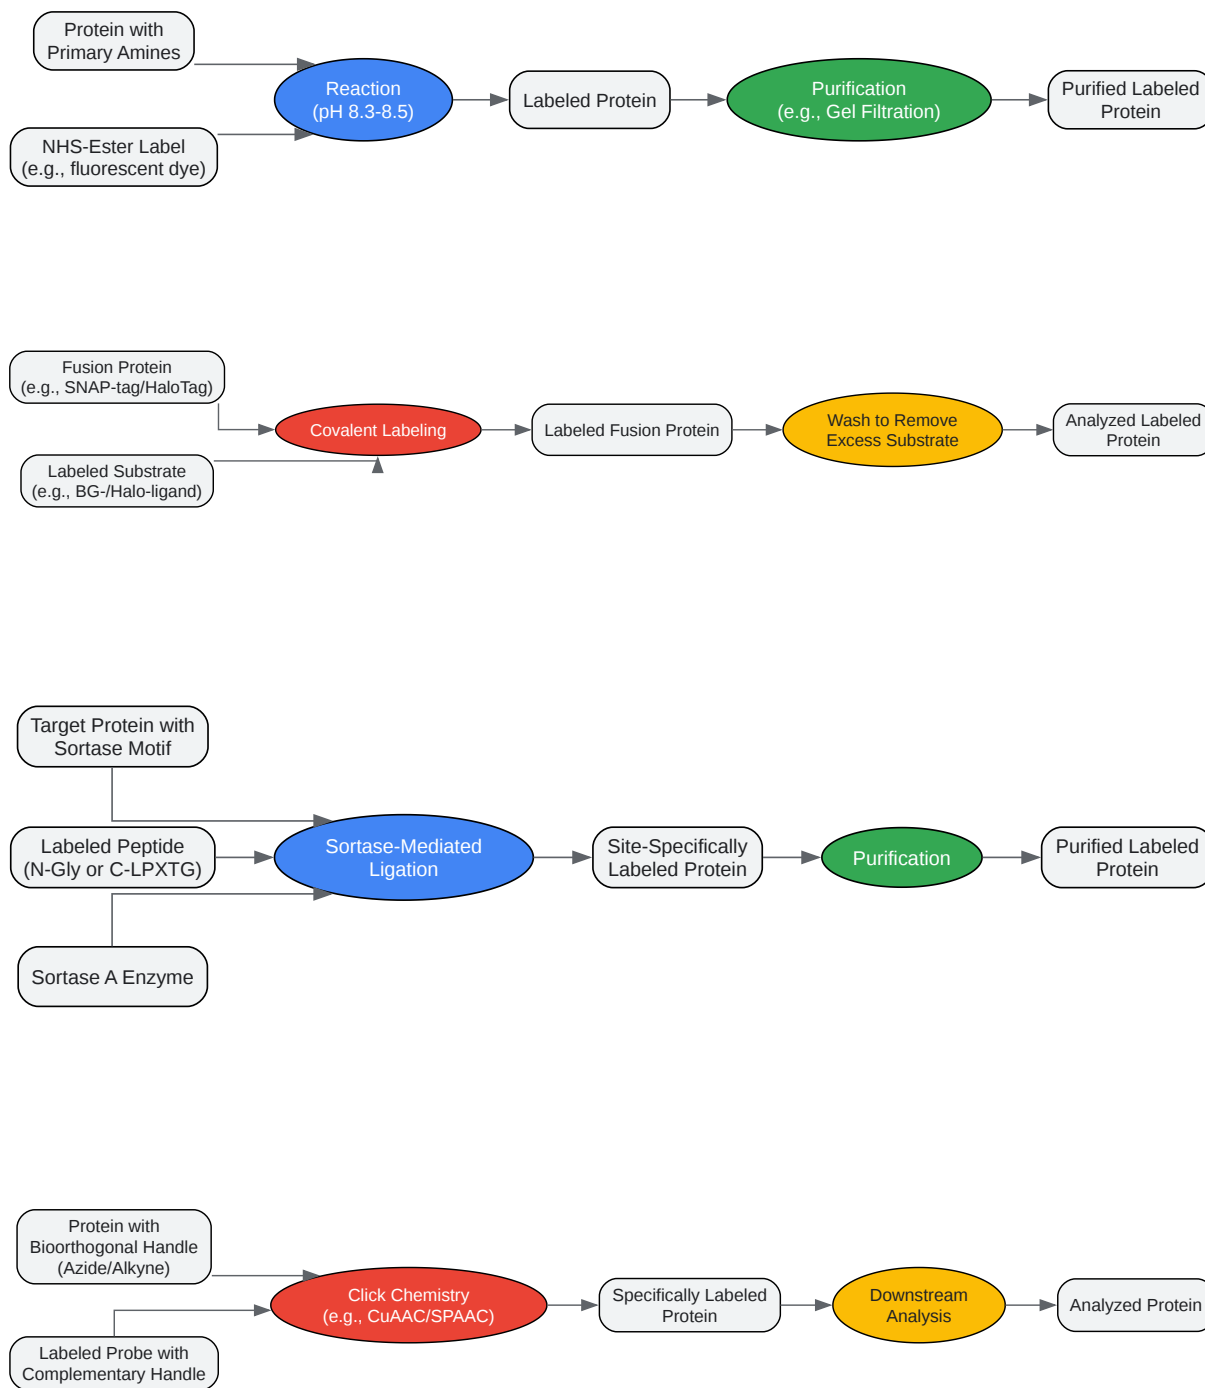 Protein with
Primary Amines
NHS-Ester Label
(e.g., fluorescent dye)
Reaction
(pH 8.3-8.5)
Labeled Protein
Purification
(e.g., Gel Filtration)
Purified Labeled
Protein
Fusion Protein
(e.g., SNAP-tag/HaloTag)
Labeled Substrate
(e.g., BG-/Halo-ligand)
Covalent Labeling
Labeled Fusion Protein
Wash to Remove
Excess Substrate
Analyzed Labeled
Protein
Target Protein with
Sortase Motif
Labeled Peptide
(N-Gly or C-LPXTG)
Sortase A Enzyme
Sortase-Mediated
Ligation
Site-Specifically
Labeled Protein
Purification
Purified Labeled
Protein
Protein with
Bioorthogonal Handle
(Azide/Alkyne)
Labeled Probe with
Complementary Handle
Click Chemistry
(e.g., CuAAC/SPAAC)
Specifically Labeled
Protein
Downstream
Analysis
Analyzed Protein